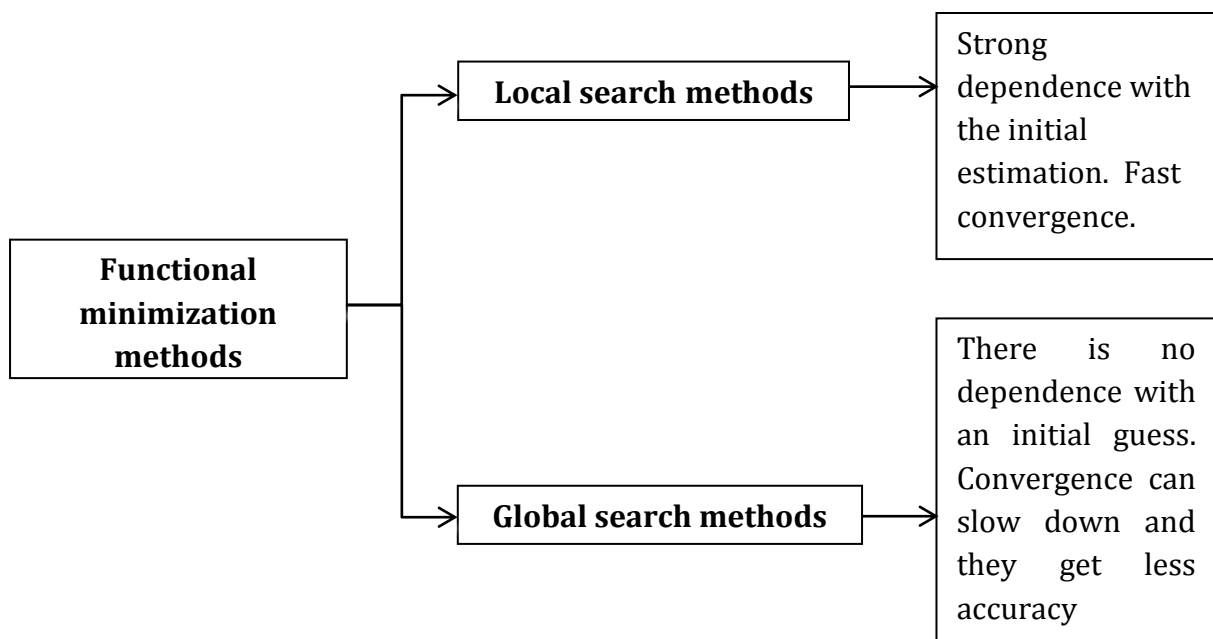 Functional
minimization
methods
Local search methods
Strong
dependence with
the initial
estimation. Fast
convergence.
Global search methods
There is no
dependence with
an initial guess.
Convergence can
slow down and
they get less
accuracy